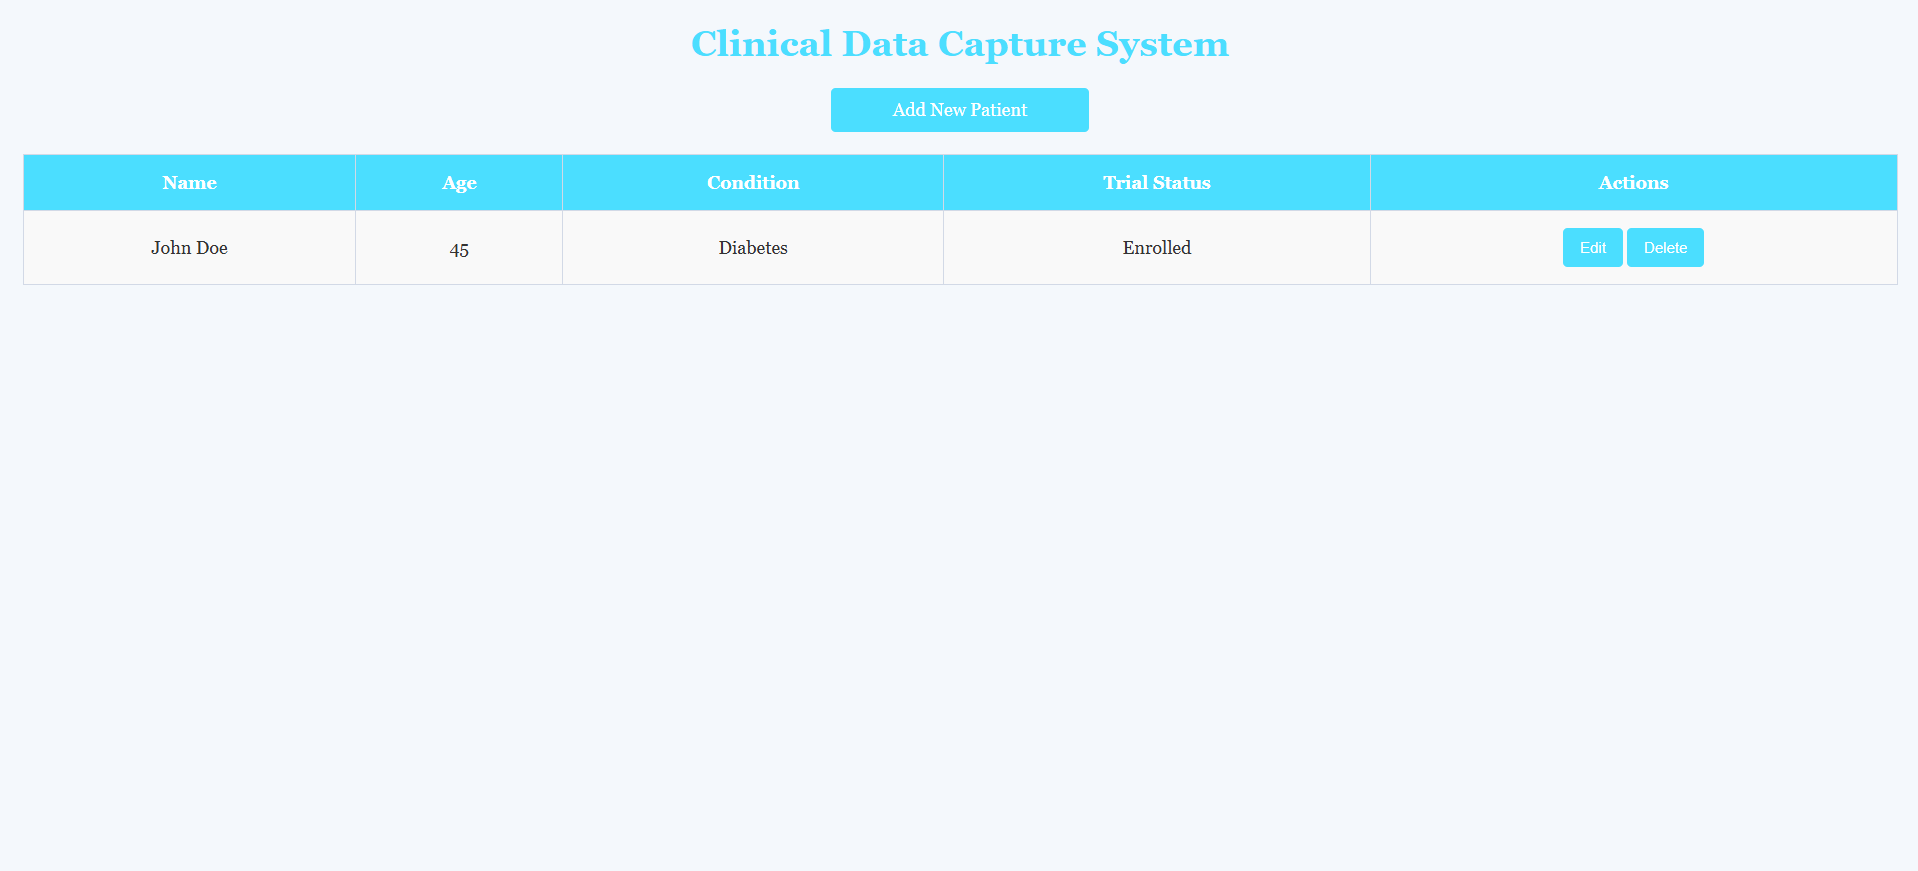 Clinical Data Capture System
Add New Patient
Name Age Condition Trial Status Actions
John Doe 45 Diabetes Enrolled Edit Delete